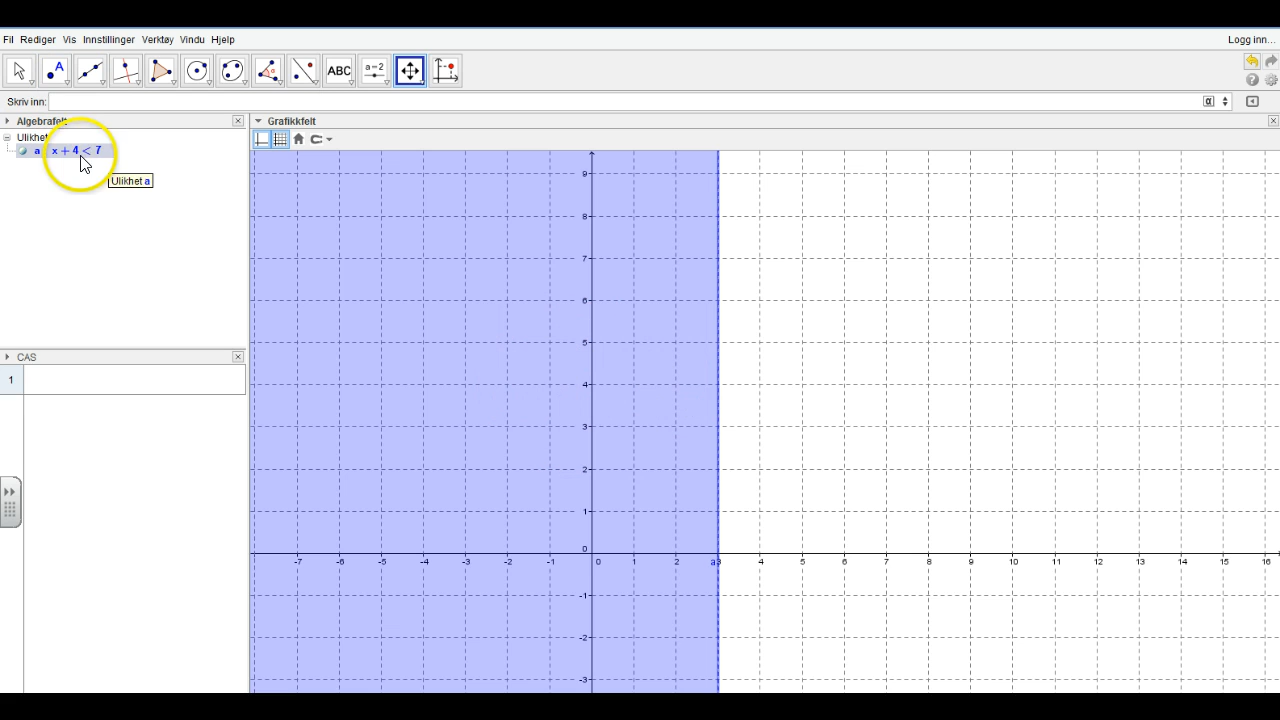 Fil Rediger Vis Innstillinger Verktøy Vindu Hjelp Logg inn...
A ABC a=2
Skriv inn: α
Algebrafelt Grafikkfelt
Ulikhet
a x + 4 < 7
Ulikhet a
CAS
1
9
8
7
6
5
4
3
2
1
0
-7 -6 -5 -4 -3 -2 -1 0 1 2 a3 4 5 6 7 8 9 10 11 12 13 14 15 16
-1
-2
-3